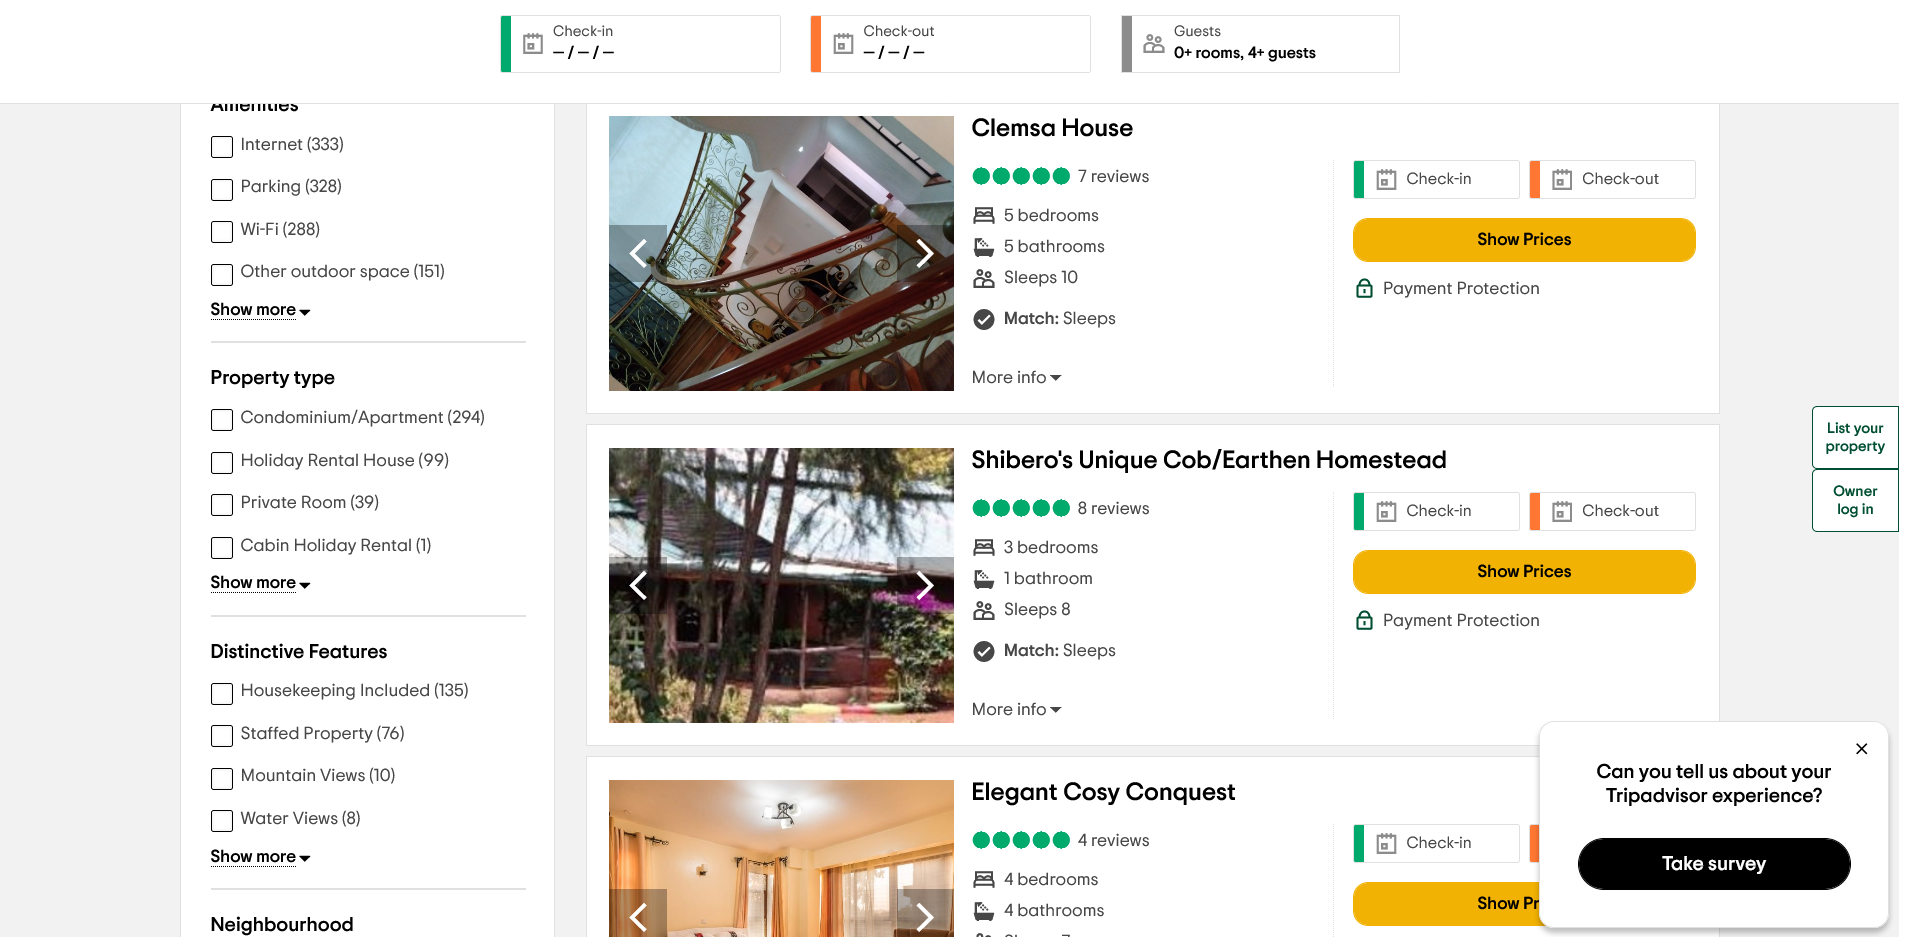 Check-in
– / – / –
Check-out
– / – / –
Guests
0+ rooms, 4+ guests
Amenities
Internet (333)
Parking (328)
Wi-Fi (288)
Other outdoor space (151)
Show more
Property type
Condominium/Apartment (294)
Holiday Rental House (99)
Private Room (39)
Cabin Holiday Rental (1)
Show more
Distinctive Features
Housekeeping Included (135)
Staffed Property (76)
Mountain Views (10)
Water Views (8)
Show more
Neighbourhood
Clemsa House
7 reviews
5 bedrooms
5 bathrooms
Sleeps 10
Match: Sleeps
More info
Check-in
Check-out
Show Prices
Payment Protection
Shibero's Unique Cob/Earthen Homestead
8 reviews
3 bedrooms
1 bathroom
Sleeps 8
Match: Sleeps
More info
Check-in
Check-out
Show Prices
Payment Protection
Elegant Cosy Conquest
4 reviews
4 bedrooms
4 bathrooms
Check-in
Show Pr
List your
property
Owner
log in
Can you tell us about your
Tripadvisor experience?
Take survey